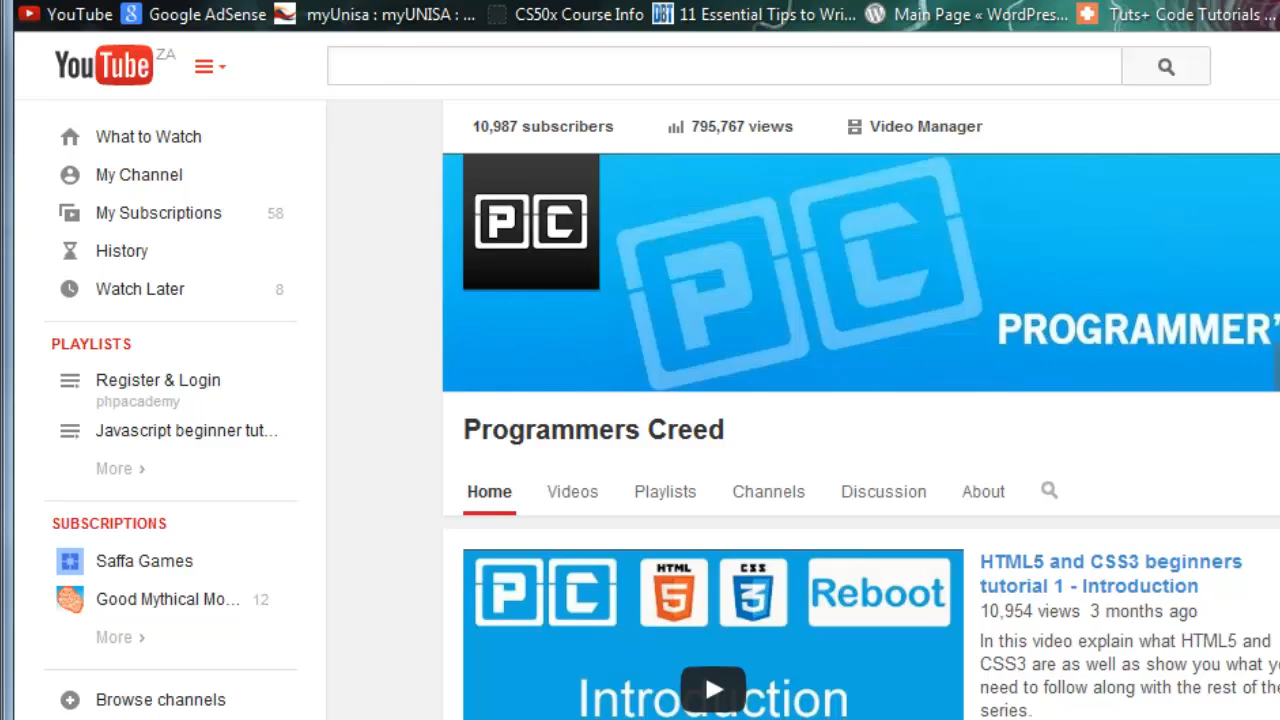 YouTube Google AdSense myUnisa : myUNISA : ... CS50x Course Info DBT 11 Essential Tips to Wri... Main Page « WordPres... Tuts+ Code Tutorials ...
YouTube ZA
What to Watch
My Channel
My Subscriptions 58
History
Watch Later 8
PLAYLISTS
Register & Login
phpacademy
Javascript beginner tut...
More ›
SUBSCRIPTIONS
Saffa Games
Good Mythical Mo... 12
More ›
Browse channels
10,987 subscribers 795,767 views Video Manager
PC
PC
PROGRAMMER'
Programmers Creed
Home Videos Playlists Channels Discussion About
PC HTML 5 CSS 3 Reboot
Introduction
HTML5 and CSS3 beginners
tutorial 1 - Introduction
10,954 views 3 months ago
In this video explain what HTML5 and
CSS3 are as well as show you what y
need to follow along with the rest of the
series.